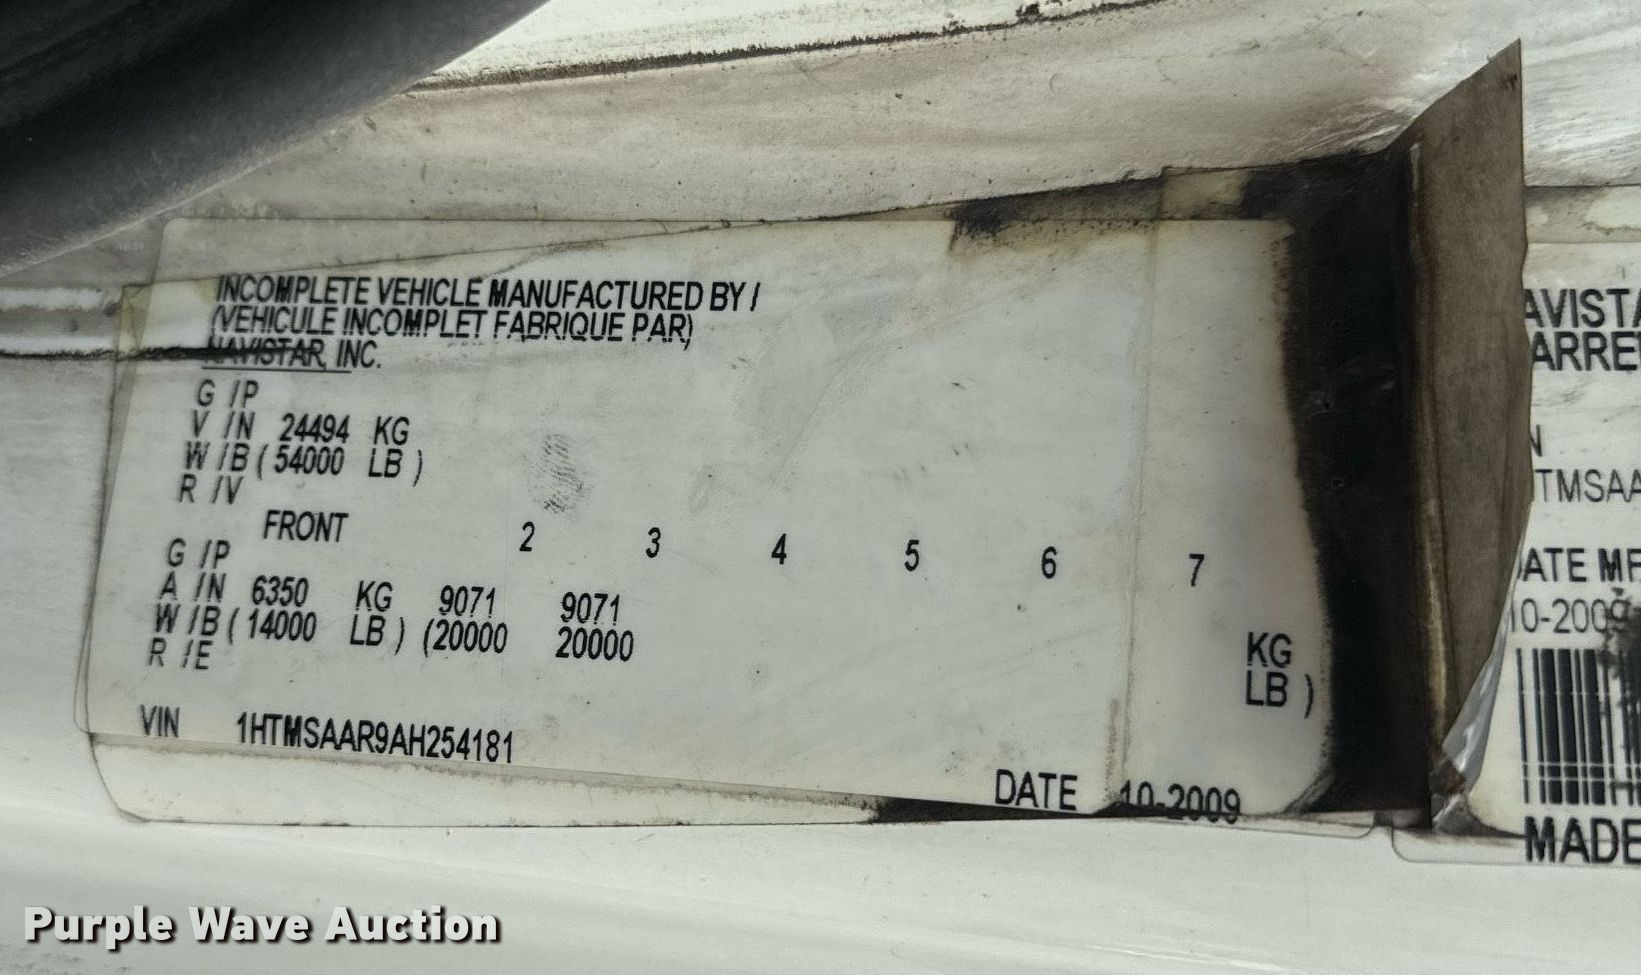 INCOMPLETE VEHICLE MANUFACTURED BY /
(VEHICULE INCOMPLET FABRIQUE PAR)
NAVISTAR, INC.
G /P
V /N 24494 KG
W /B ( 54000 LB )
R /V
FRONT 2 3 4 5 6 7
G /P
A /N 6350 KG 9071 9071 KG
W /B ( 14000 LB ) (20000 20000 LB )
R /E
VIN 1HTMSAAR9AH254181
DATE 10-2009
AVISTA
ARRE
N
HTMSAA
ATE MF
10-2009
MADE
Purple Wave Auction